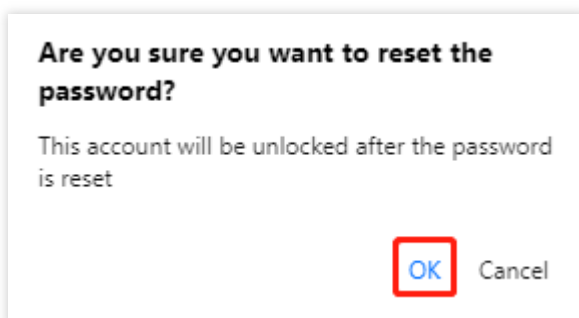 Are you sure you want to reset the
password?
This account will be unlocked after the password
is reset
OK Cancel